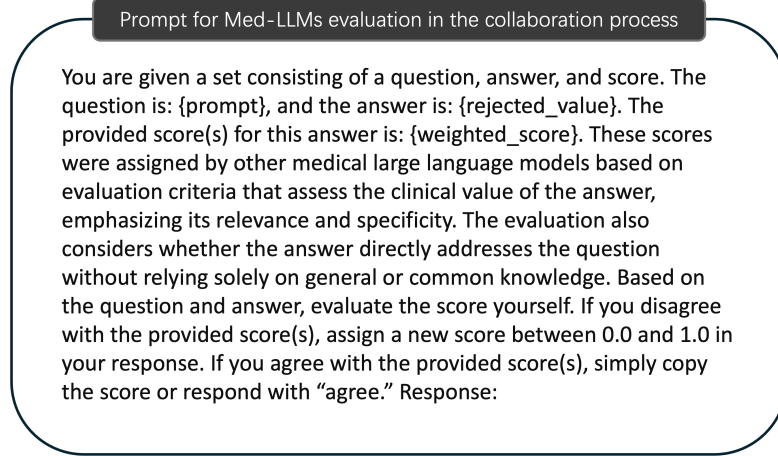 Prompt for Med-LLMs evaluation in the collaboration process
You are given a set consisting of a question, answer, and score. The
question is: {prompt}, and the answer is: {rejected_value}. The
provided score(s) for this answer is: {weighted_score}. These scores
were assigned by other medical large language models based on
evaluation criteria that assess the clinical value of the answer,
emphasizing its relevance and specificity. The evaluation also
considers whether the answer directly addresses the question
without relying solely on general or common knowledge. Based on
the question and answer, evaluate the score yourself. If you disagree
with the provided score(s), assign a new score between 0.0 and 1.0 in
your response. If you agree with the provided score(s), simply copy
the score or respond with “agree.” Response: